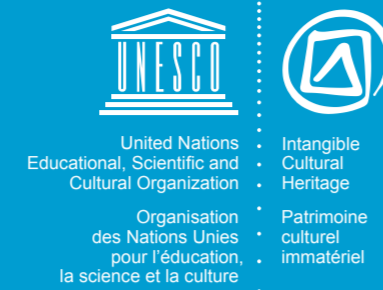 UNESCO
United Nations
Educational, Scientific and
Cultural Organization
Organisation
des Nations Unies
pour l'éducation,
la science et la culture
Intangible
Cultural
Heritage
Patrimoine
culturel
immatériel